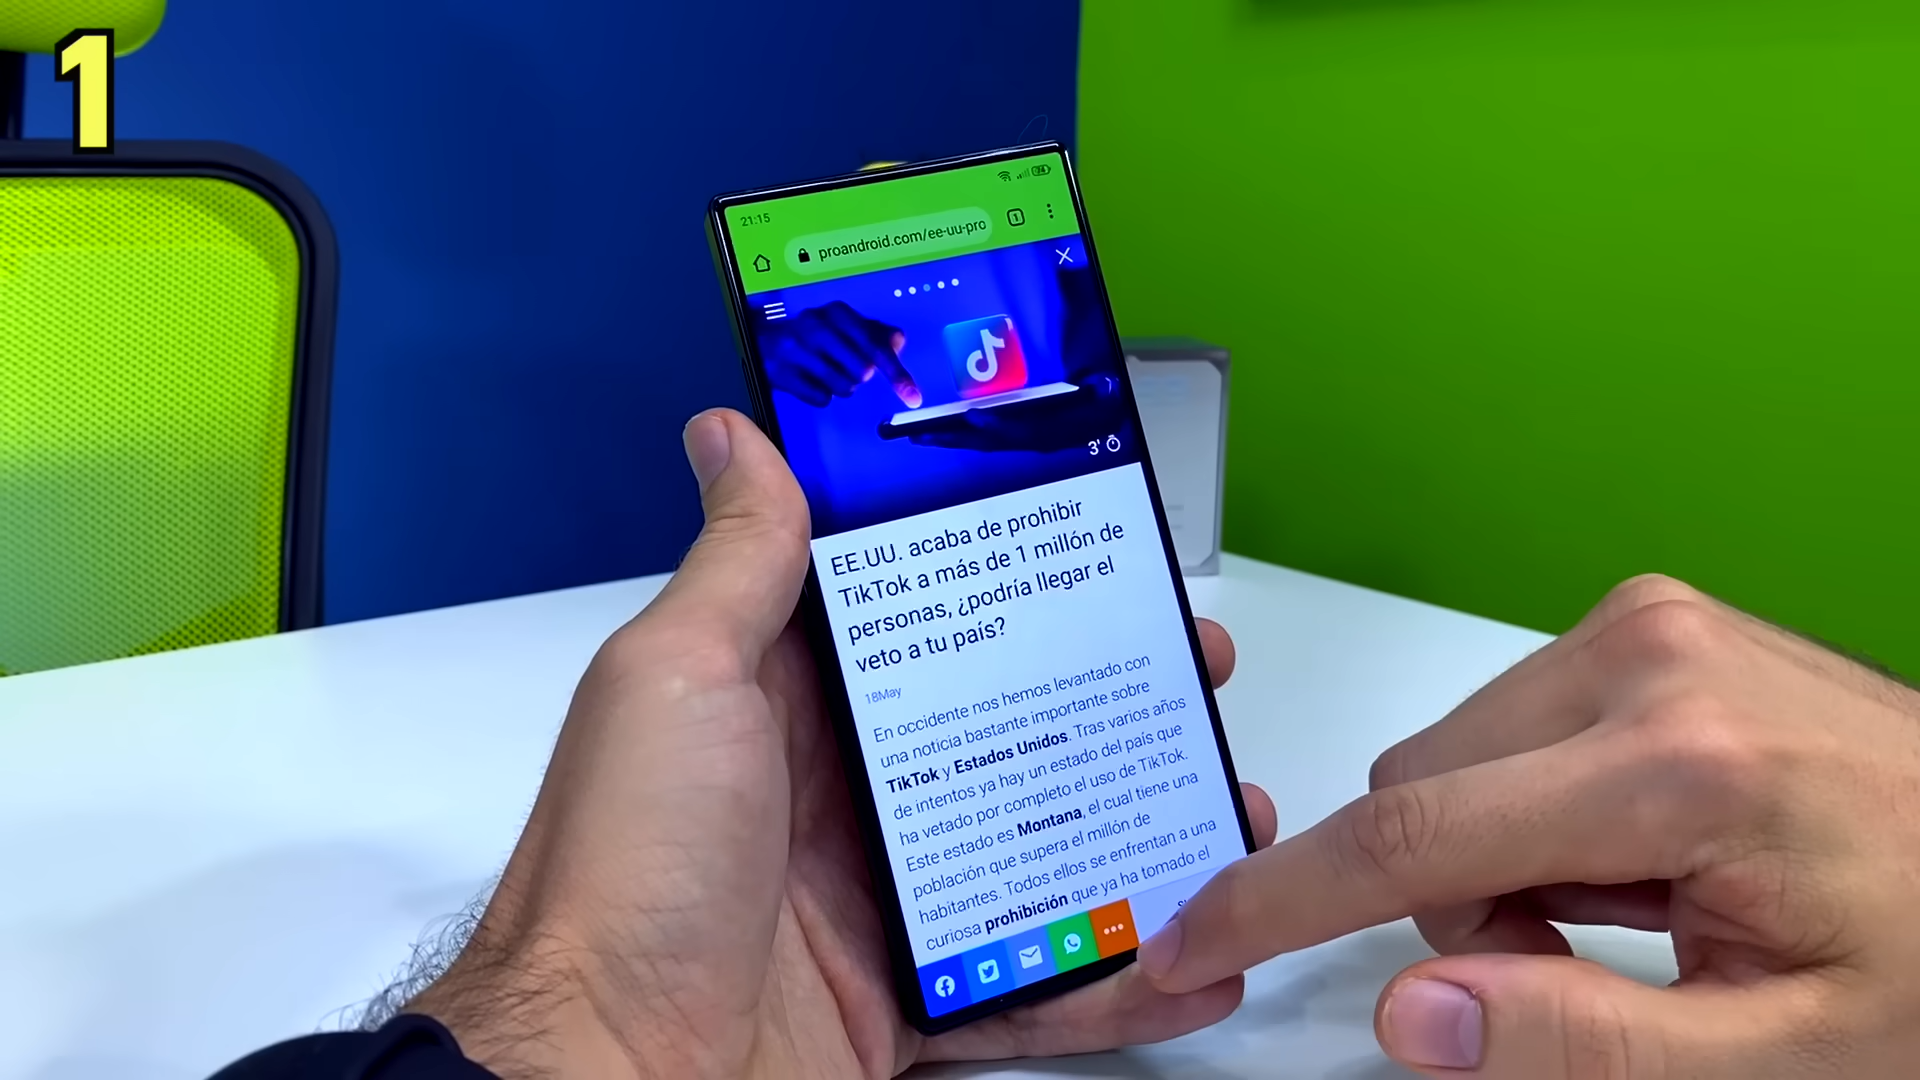 1
21:15
94
proandroid.com/ee-uu-pro
1
3'
EE.UU. acaba de prohibir
TikTok a más de 1 millón de
personas, ¿podría llegar el
veto a tu país?
18May
En occidente nos hemos levantado con
una noticia bastante importante sobre
TikTok y Estados Unidos. Tras varios años
de intentos ya hay un estado del país que
ha vetado por completo el uso de TikTok.
Este estado es Montana, el cual tiene una
población que supera el millón de
habitantes. Todos ellos se enfrentan a una
curiosa prohibición que ya ha tomado el